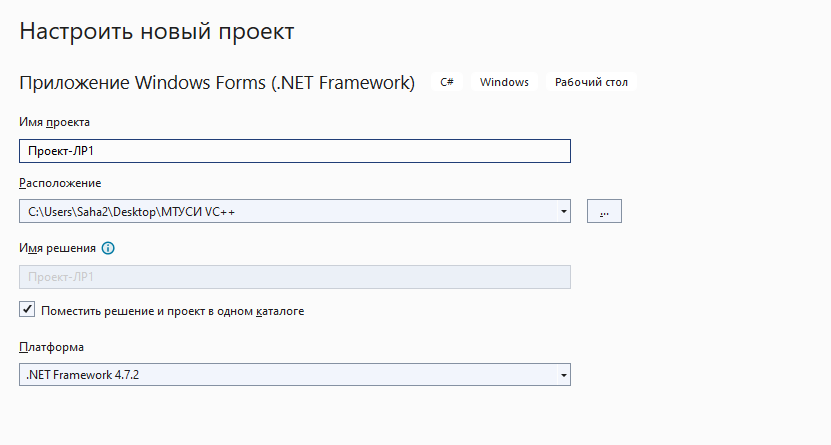 Настроить новый проект
Приложение Windows Forms (.NET Framework) C# Windows Рабочий стол
Имя проекта
Проект-ЛР1
Расположение
C:\Users\Saha2\Desktop\МТУСИ VC++
...
Имя решения
Проект-ЛР1
Поместить решение и проект в одном каталоге
Платформа
.NET Framework 4.7.2